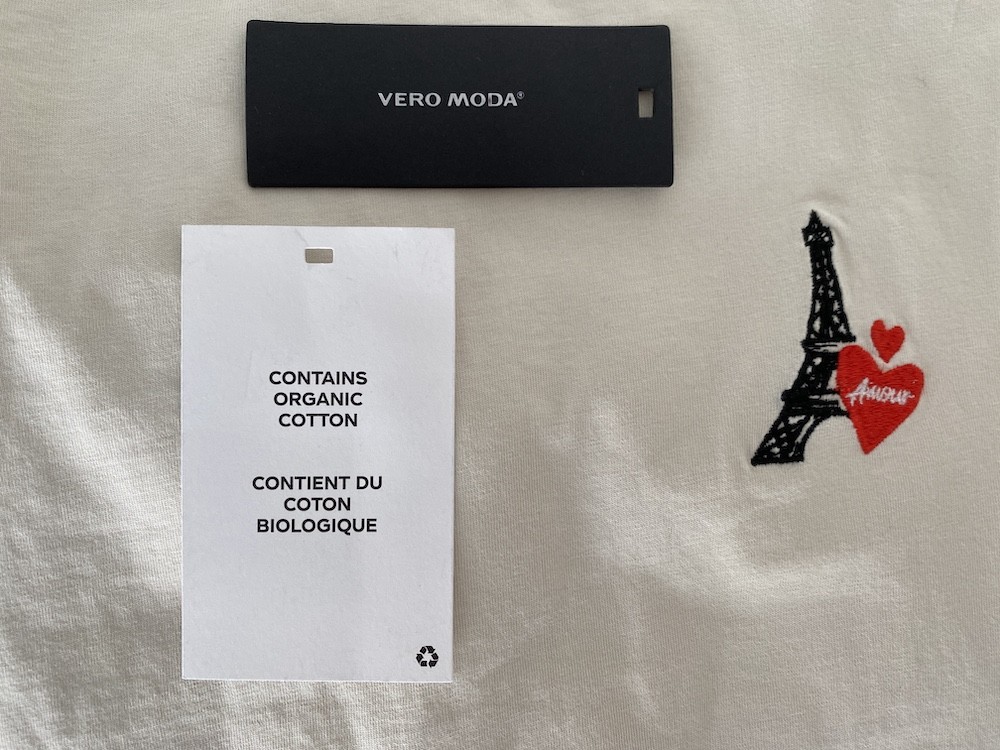 VERO MODA®
CONTAINS
ORGANIC
COTTON
CONTIENT DU
COTON
BIOLOGIQUE
Amour